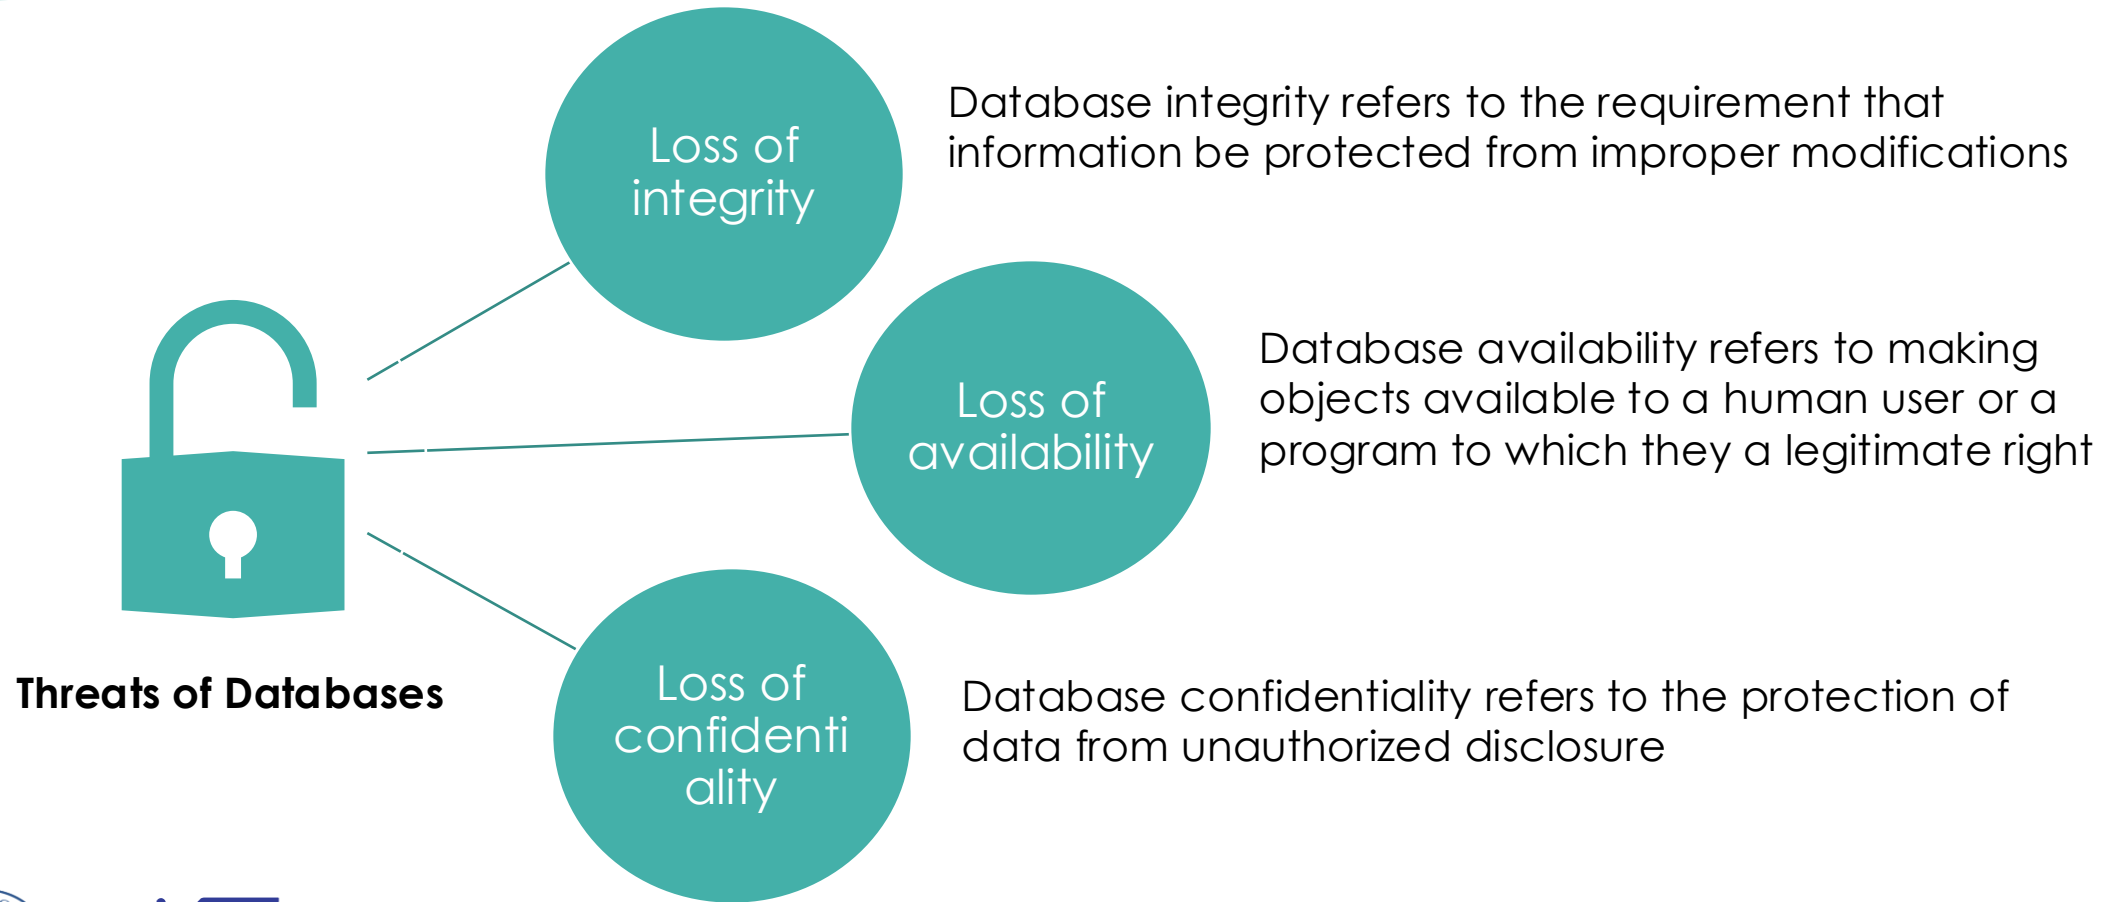 Loss of
integrity
Database integrity refers to the requirement that
information be protected from improper modifications
Loss of
availability
Database availability refers to making
objects available to a human user or a
program to which they a legitimate right
Threats of Databases
Loss of
confidenti
ality
Database confidentiality refers to the protection of
data from unauthorized disclosure